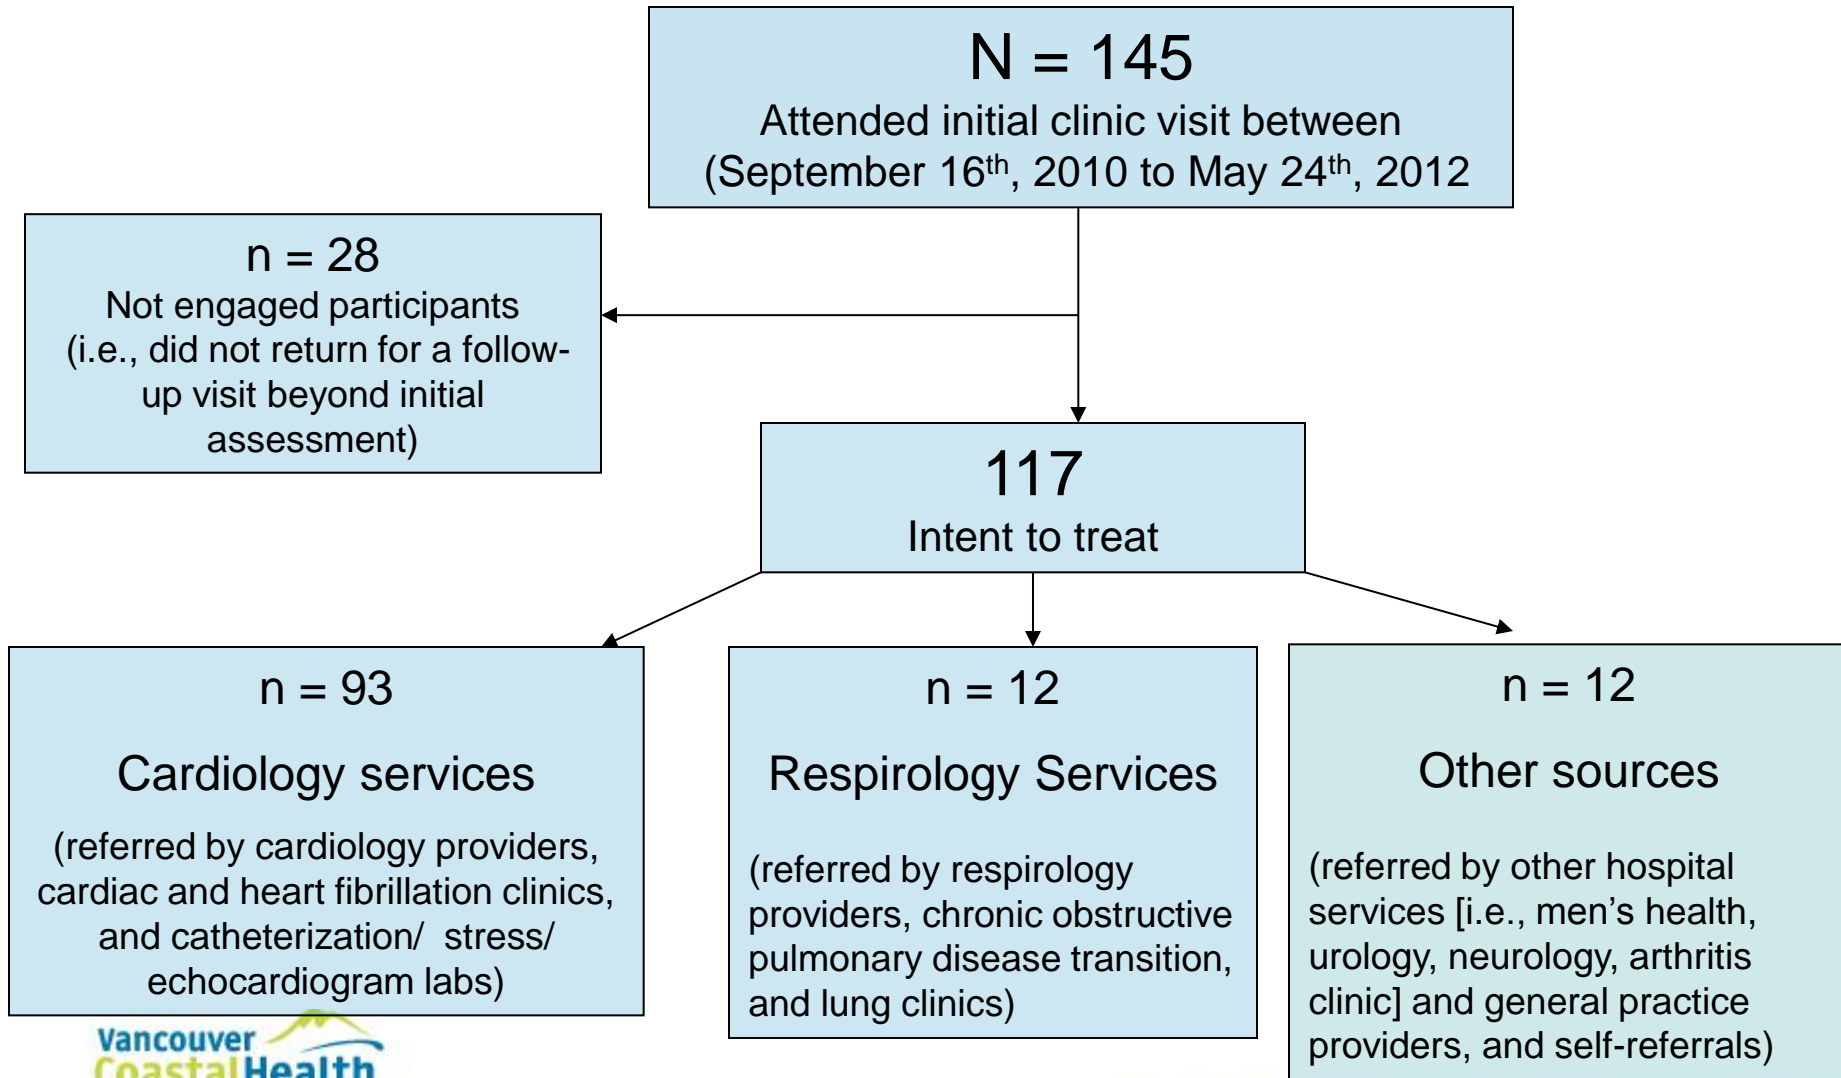 N = 145
Attended initial clinic visit between
(September 16th, 2010 to May 24th, 2012
n = 28
Not engaged participants
(i.e., did not return for a follow-
up visit beyond initial
assessment)
117
Intent to treat
n = 93
Cardiology services
(referred by cardiology providers,
cardiac and heart fibrillation clinics,
and catheterization/ stress/
echocardiogram labs)
n = 12
Respirology Services
(referred by respirology
providers, chronic obstructive
pulmonary disease transition,
and lung clinics)
n = 12
Other sources
(referred by other hospital
services [i.e., men’s health,
urology, neurology, arthritis
clinic] and general practice
providers, and self-referrals)
Vancouver
CoastalHealth